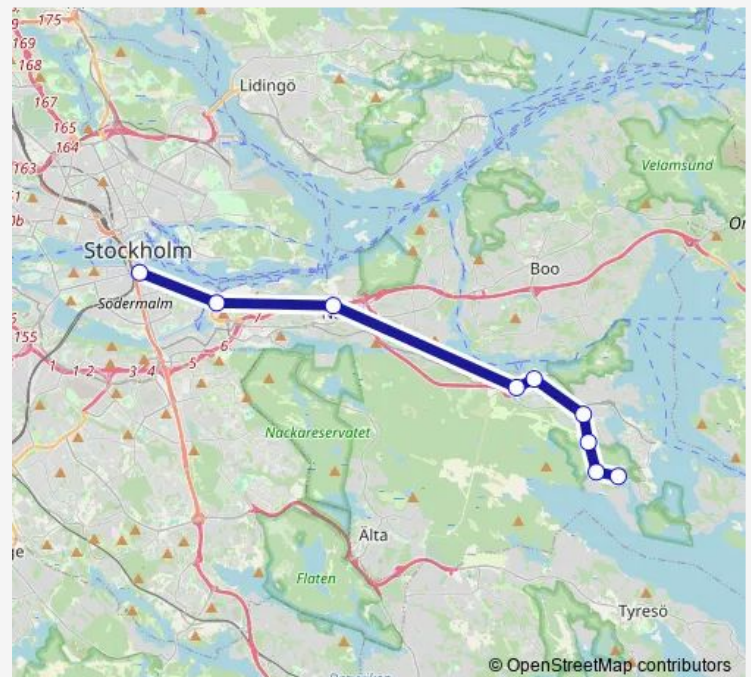 175
169
168
167
165
164
163
Lidingö
Velamsund
Stockholm
Södermalm
Boo
155
1
2
3
4
5
6
7
Nackareservatet
Älta
Flaten
Tyresö
© OpenStreetMap contributors